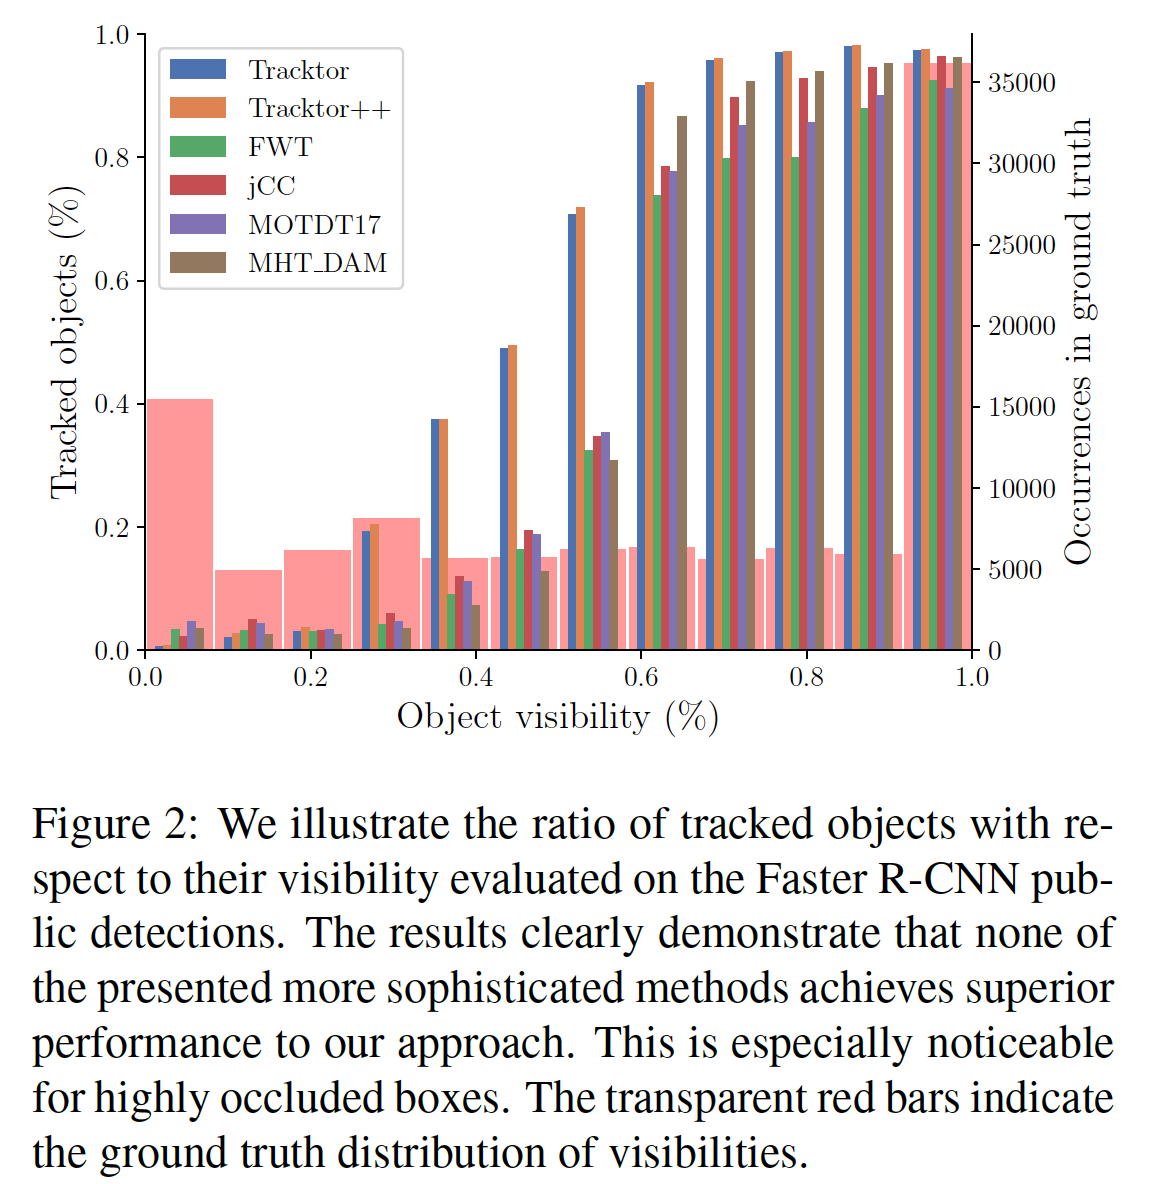 1.0
0.8
0.6
0.4
0.2
0.0
Tracked objects (%)
Tracktor
Tracktor++
FWT
jCC
MOTDT17
MHT_DAM
35000
30000
25000
20000
15000
10000
5000
0
Occurrences in ground truth
0.0 0.2 0.4 0.6 0.8 1.0
Object visibility (%)
Figure 2: We illustrate the ratio of tracked objects with re-
spect to their visibility evaluated on the Faster R-CNN pub-
lic detections. The results clearly demonstrate that none of
the presented more sophisticated methods achieves superior
performance to our approach. This is especially noticeable
for highly occluded boxes. The transparent red bars indicate
the ground truth distribution of visibilities.